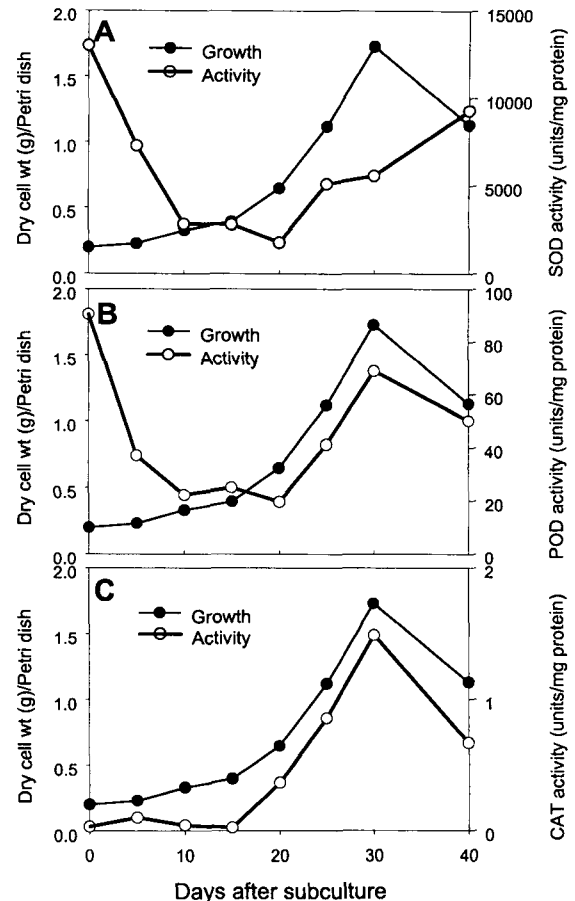 A
Growth
Activity
2.0
1.5
1.0
0.5
0.0
Dry cell wt (g)/Petri dish
15000
10000
5000
0
SOD activity (units/mg protein)
B
Growth
Activity
2.0
1.5
1.0
0.5
0.0
Dry cell wt (g)/Petri dish
100
80
60
40
20
0
POD activity (units/mg protein)
C
Growth
Activity
2.0
1.5
1.0
0.5
0.0
Dry cell wt (g)/Petri dish
2
1
0
CAT activity (units/mg protein)
0 10 20 30 40
Days after subculture